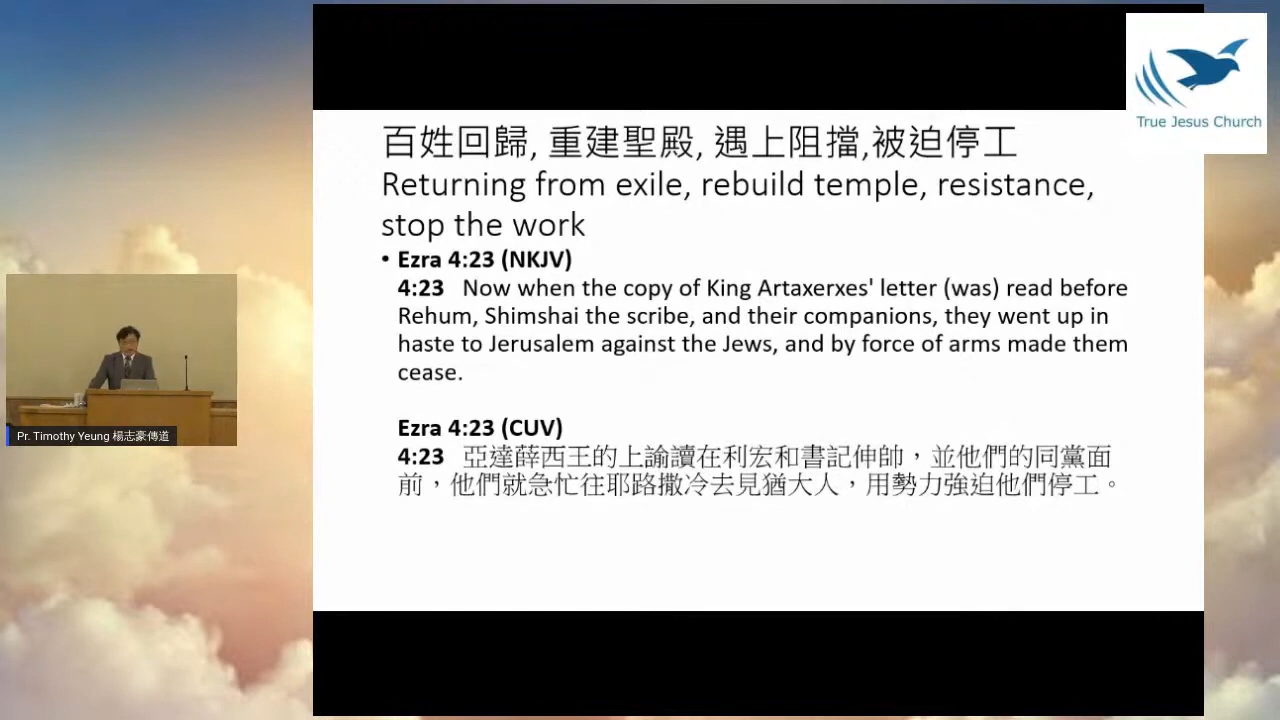 True Jesus Church
百姓回歸, 重建聖殿, 遇上阻擋,被迫停工
Returning from exile, rebuild temple, resistance,
stop the work
• Ezra 4:23 (NKJV)
4:23 Now when the copy of King Artaxerxes' letter (was) read before
Rehum, Shimshai the scribe, and their companions, they went up in
haste to Jerusalem against the Jews, and by force of arms made them
cease.
Ezra 4:23 (CUV)
4:23 亞達薛西王的上諭讀在利宏和書記伸帥，並他們的同黨面
前，他們就急忙往耶路撒冷去見猶大人，用勢力強迫他們停工。
Pr. Timothy Yeung 楊志豪傳道